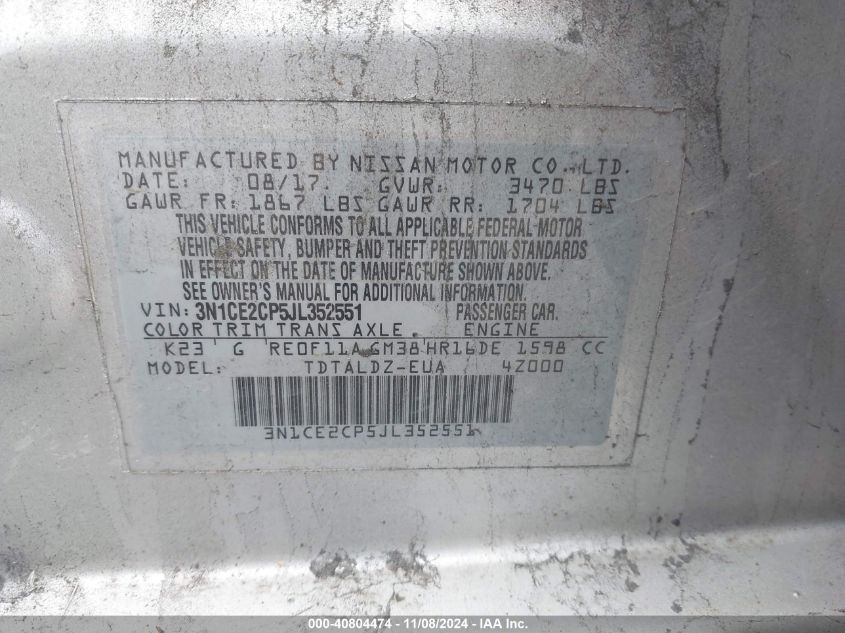 MANUFACTURED BY NISSAN MOTOR CO., LTD.
DATE: 08/17. GVWR: 3470 LBS
GAWR FR: 1867 LBS GAWR RR: 1704 LBS
THIS VEHICLE CONFORMS TO ALL APPLICABLE FEDERAL MOTOR
VEHICLE SAFETY, BUMPER AND THEFT PREVENTION STANDARDS
IN EFFECT ON THE DATE OF MANUFACTURE SHOWN ABOVE.
SEE OWNER'S MANUAL FOR ADDITIONAL INFORMATION.
VIN: 3N1CE2CP5JL352551 PASSENGER CAR.
COLOR TRIM TRANS AXLE. ENGINE
K23 G RE0F11A GM38 HR16DE 1598 CC
MODEL: TDTALDZ-EUA 4Z000
3N1CE2CP5JL352551
000-40804474 - 11/08/2024 - IAA Inc.